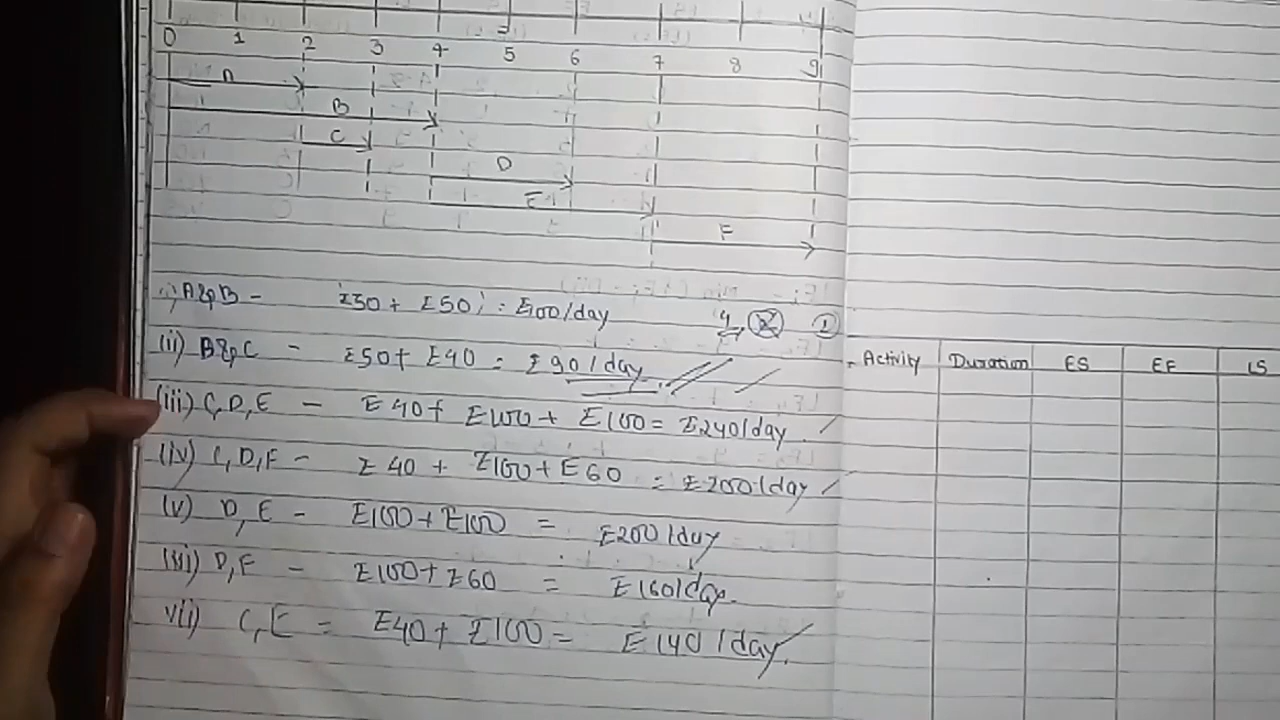 0 1 2 3 4 5 6 7 8 9
A
B
C
D
E
F
i) A & B - £50 + £50 : £100/day
(ii) B & C - £50 + £40 = £90/day
(iii) C, D, E - £40 + £100 + £100 = £240/day
(iv) C, D, F - £40 + £100 + £60 = £200/day
(v) D, E - £100 + £100 = £200/day
(vi) D, F - £100 + £60 = £160/day.
vii) C, E = £40 + £100 = £140/day.
Activity Duration ES EF LS